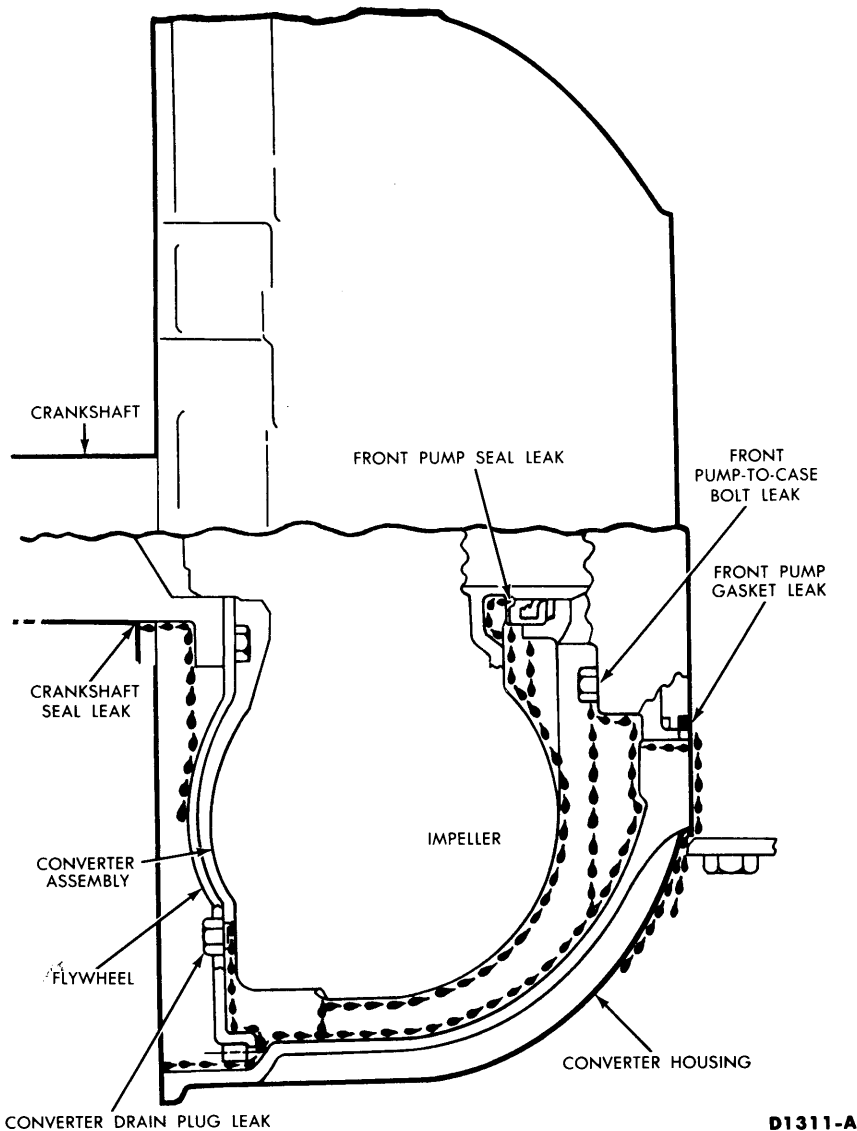 CRANKSHAFT
FRONT PUMP SEAL LEAK
FRONT
PUMP-TO-CASE
BOLT LEAK
FRONT PUMP
GASKET LEAK
CRANKSHAFT
SEAL LEAK
IMPELLER
CONVERTER
ASSEMBLY
FLYWHEEL
CONVERTER HOUSING
CONVERTER DRAIN PLUG LEAK
D1311-A